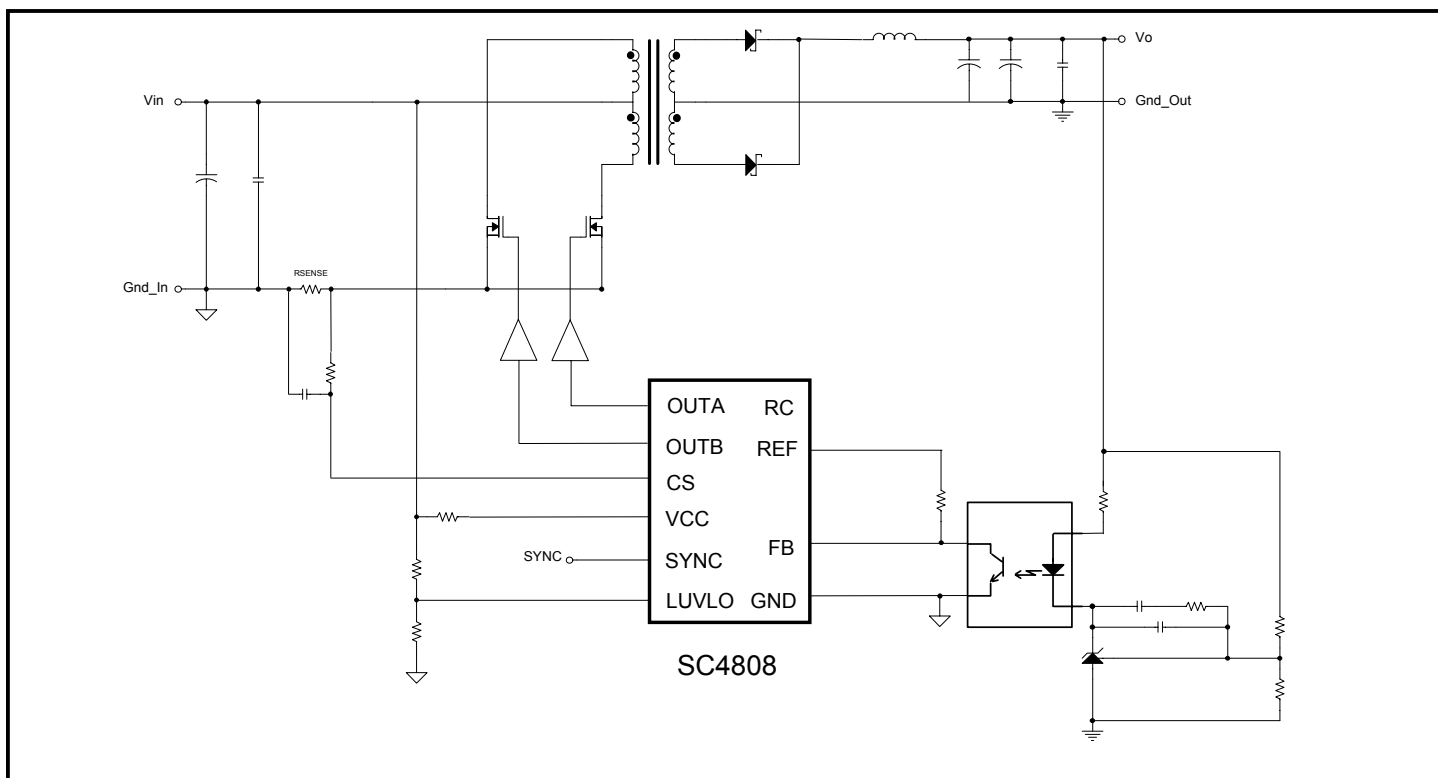 Vo
Vin
Gnd_Out
RSENSE
Gnd_In
OUTA
RC
OUTB
REF
CS
VCC
FB
SYNC
SYNC
LUVLO
GND
SC4808